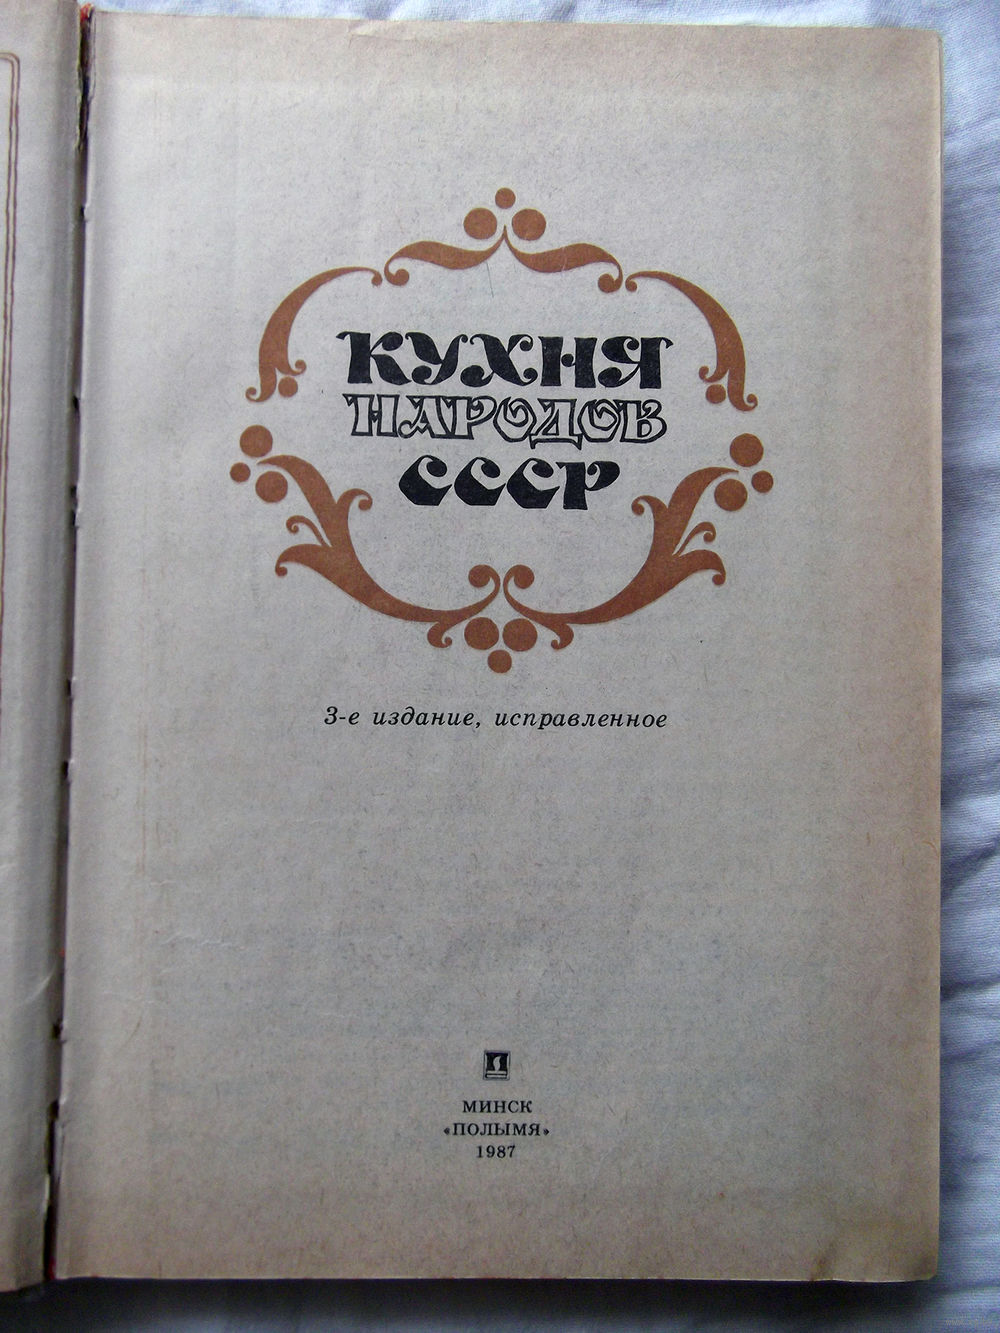 КУХНЯ
НАРОДОВ
СССР
3-е издание, исправленное
МИНСК
«ПОЛЫМЯ»
1987